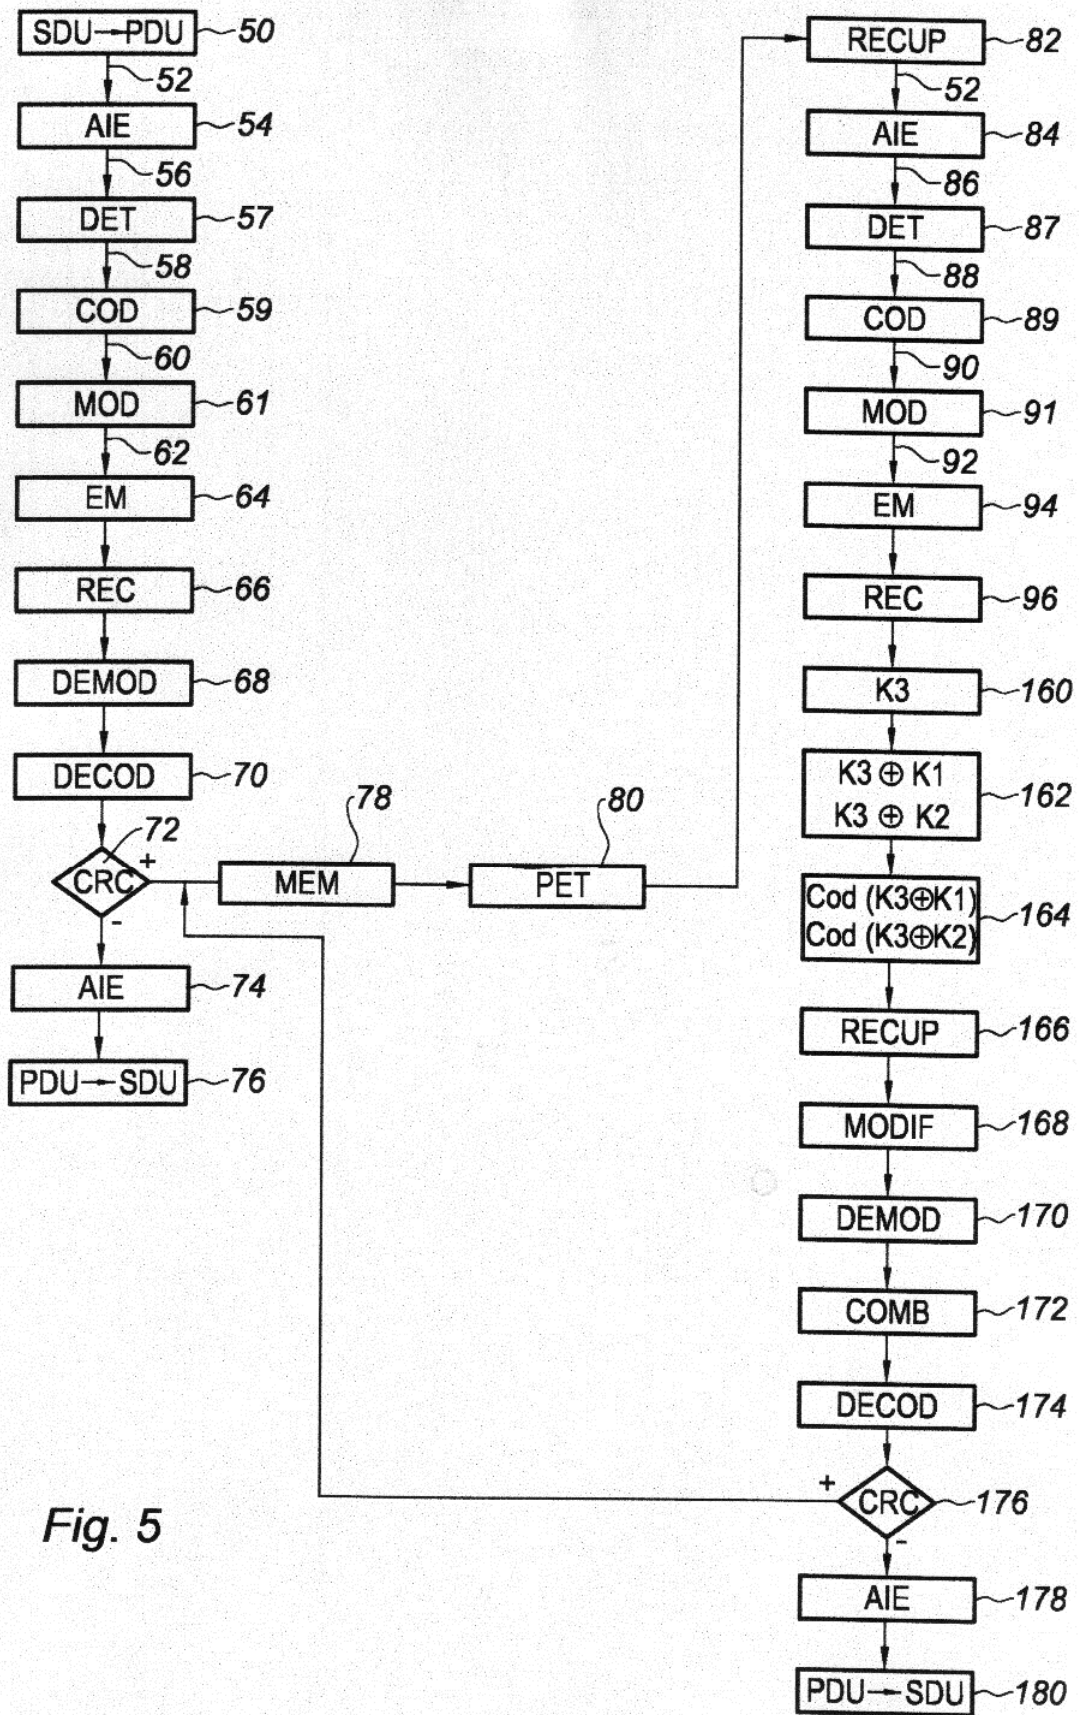 SDU→PDU 50
52
AIE 54
56
DET 57
58
COD 59
60
MOD 61
62
EM 64
REC 66
DEMOD 68
DECOD 70
72
CRC
+
-
AIE 74
PDU→SDU 76
78
MEM
80
PET
RECUP 82
52
AIE 84
86
DET 87
88
COD 89
90
MOD 91
92
EM 94
REC 96
K3 160
K3 ⊕ K1
K3 ⊕ K2
162
Cod (K3⊕K1)
Cod (K3⊕K2)
164
RECUP 166
MODIF 168
DEMOD 170
COMB 172
DECOD 174
+
CRC 176
-
AIE 178
PDU→SDU 180
Fig. 5